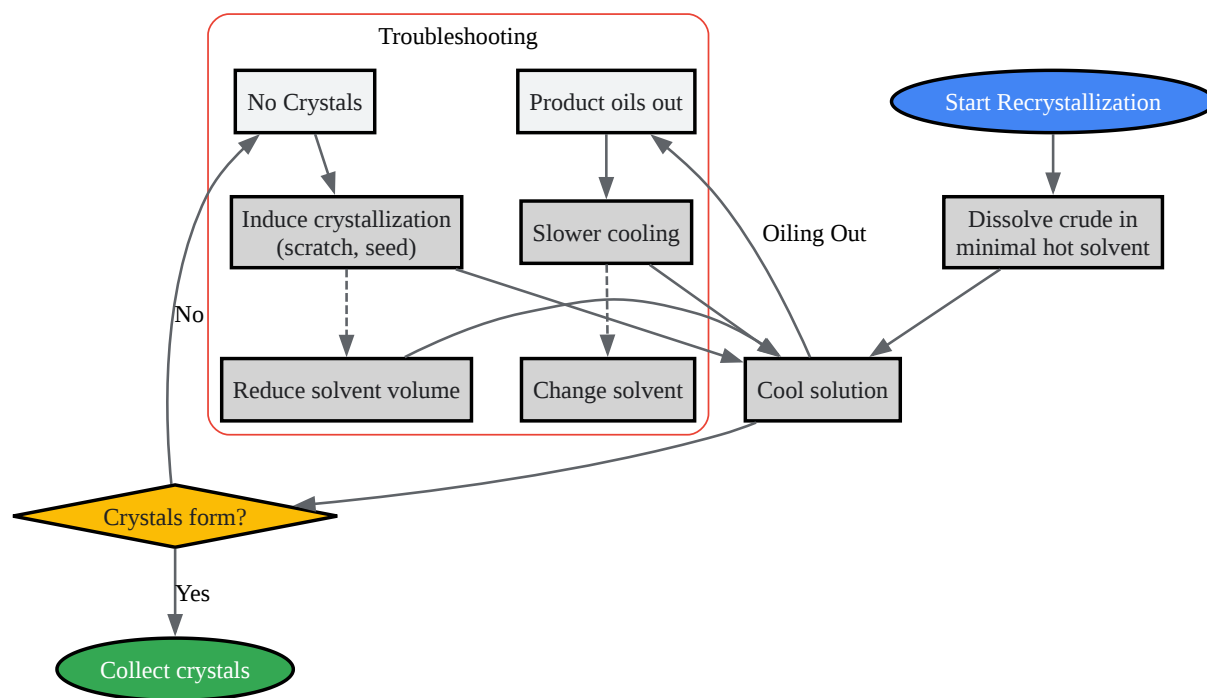 Troubleshooting
No Crystals
Product oils out
Start Recrystallization
Induce crystallization
(scratch, seed)
Slower cooling
Oiling Out
Dissolve crude in
minimal hot solvent
No
Reduce solvent volume
Change solvent
Cool solution
Crystals form?
Yes
Collect crystals